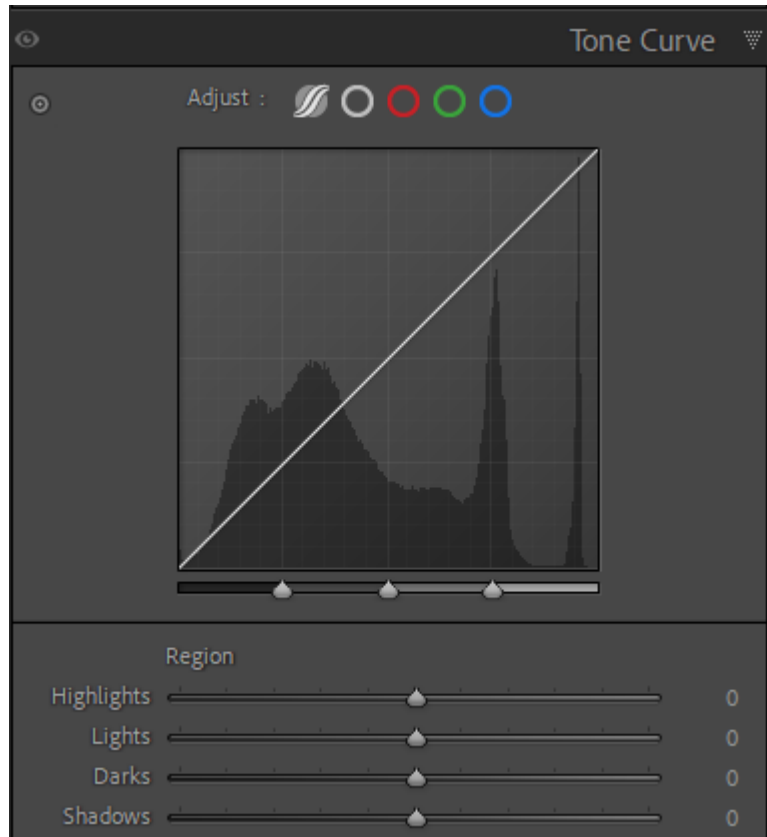 Tone Curve
Adjust :
Region
Highlights 0
Lights 0
Darks 0
Shadows 0